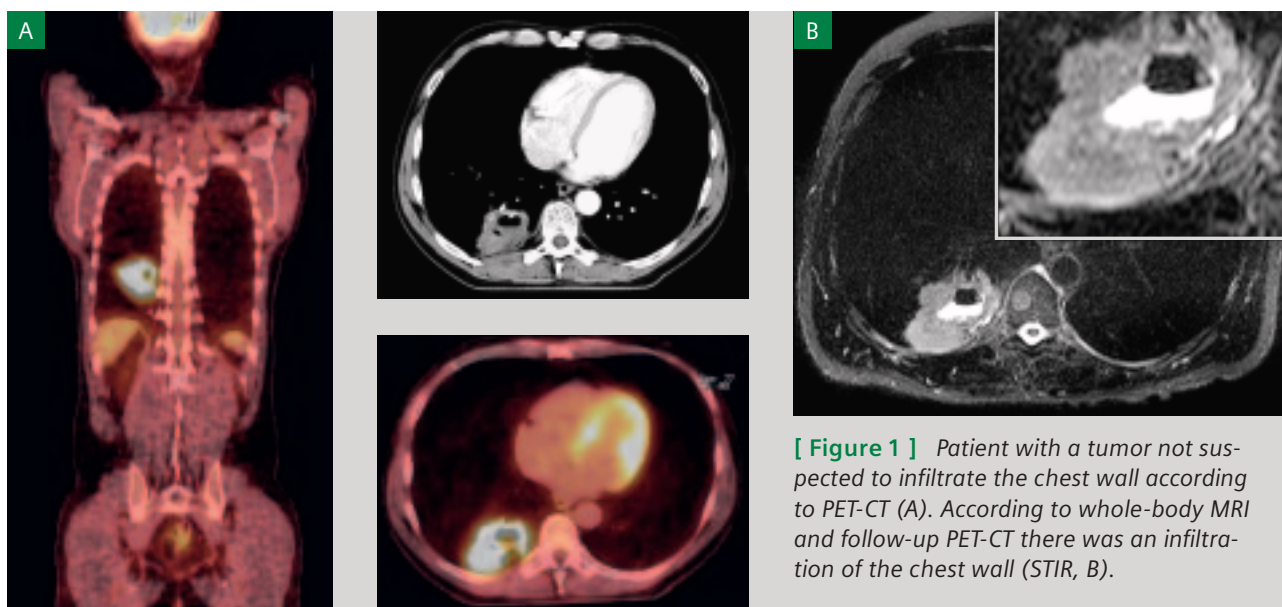 A
B
[ Figure 1 ] Patient with a tumor not sus-
pected to infiltrate the chest wall according
to PET-CT (A). According to whole-body MRI
and follow-up PET-CT there was an infiltra-
tion of the chest wall (STIR, B).